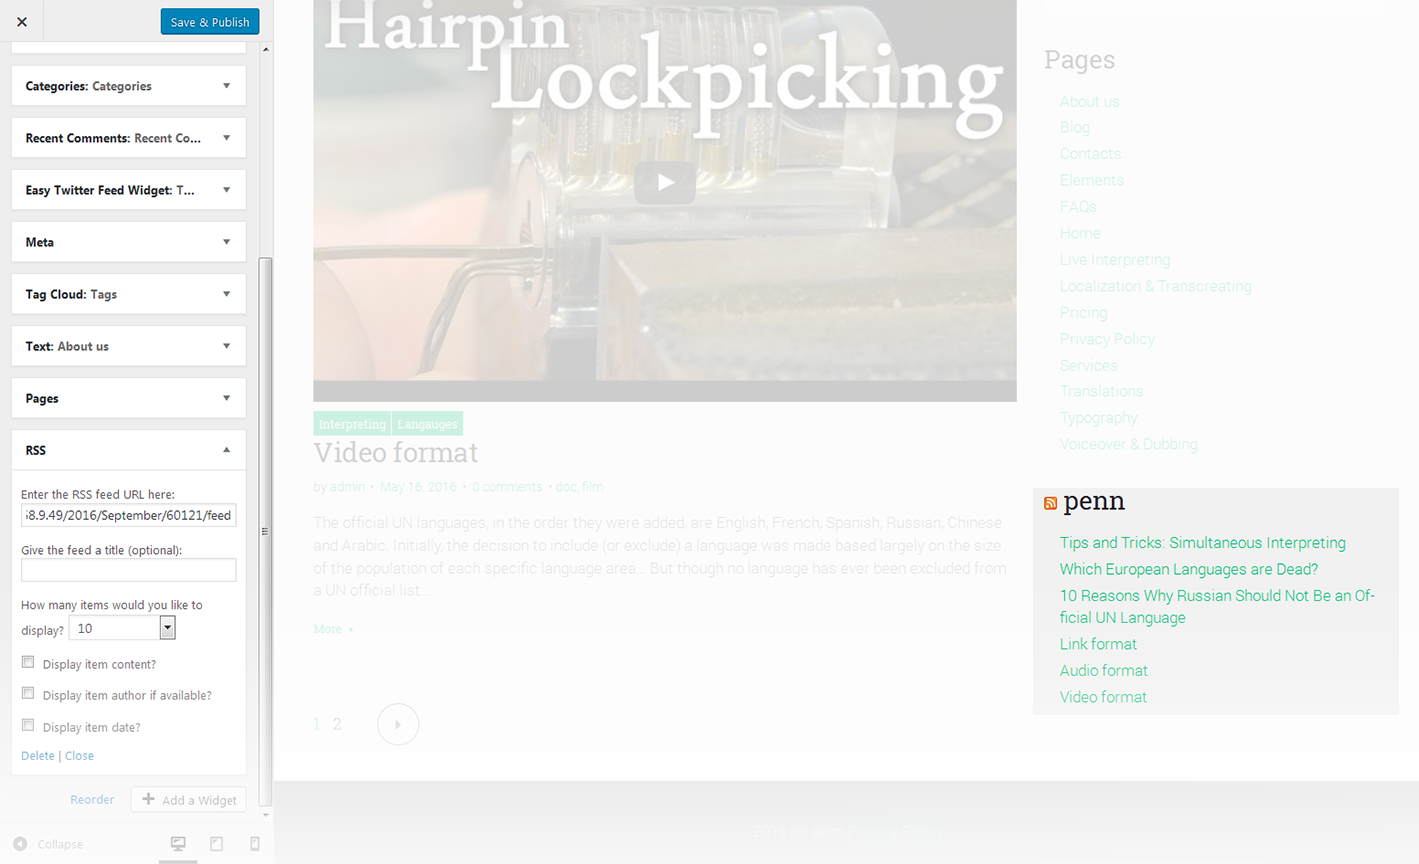 Save & Publish
Categories: Categories
Recent Comments: Recent Co...
Easy Twitter Feed Widget: T...
Meta
Tag Cloud: Tags
Text: About us
Pages
RSS
Enter the RSS feed URL here:
8.9.49/2016/September/60121/feed
Give the feed a title (optional):
How many items would you like to
display? 10
Display item content?
Display item author if available?
Display item date?
Delete | Close
Reorder
Add a Widget
Collapse
Hairpin
Lockpicking
Interpreting Langauges
Video format
by admin • May 16, 2016 • 0 comments • doc, film
The official UN languages, in the order they were added, are English, French, Spanish, Russian, Chinese
and Arabic. Initially, the decision to include (or exclude) a language was made based largely on the size
of the population of each specific language area... But though no language has ever been excluded from
a UN official list...
More
1 2
Pages
About us
Blog
Contacts
Elements
FAQs
Home
Live Interpreting
Localization & Transcreating
Pricing
Privacy Policy
Services
Translations
Typography
Voiceover & Dubbing
penn
Tips and Tricks: Simultaneous Interpreting
Which European Languages are Dead?
10 Reasons Why Russian Should Not Be an Of-
ficial UN Language
Link format
Audio format
Video format